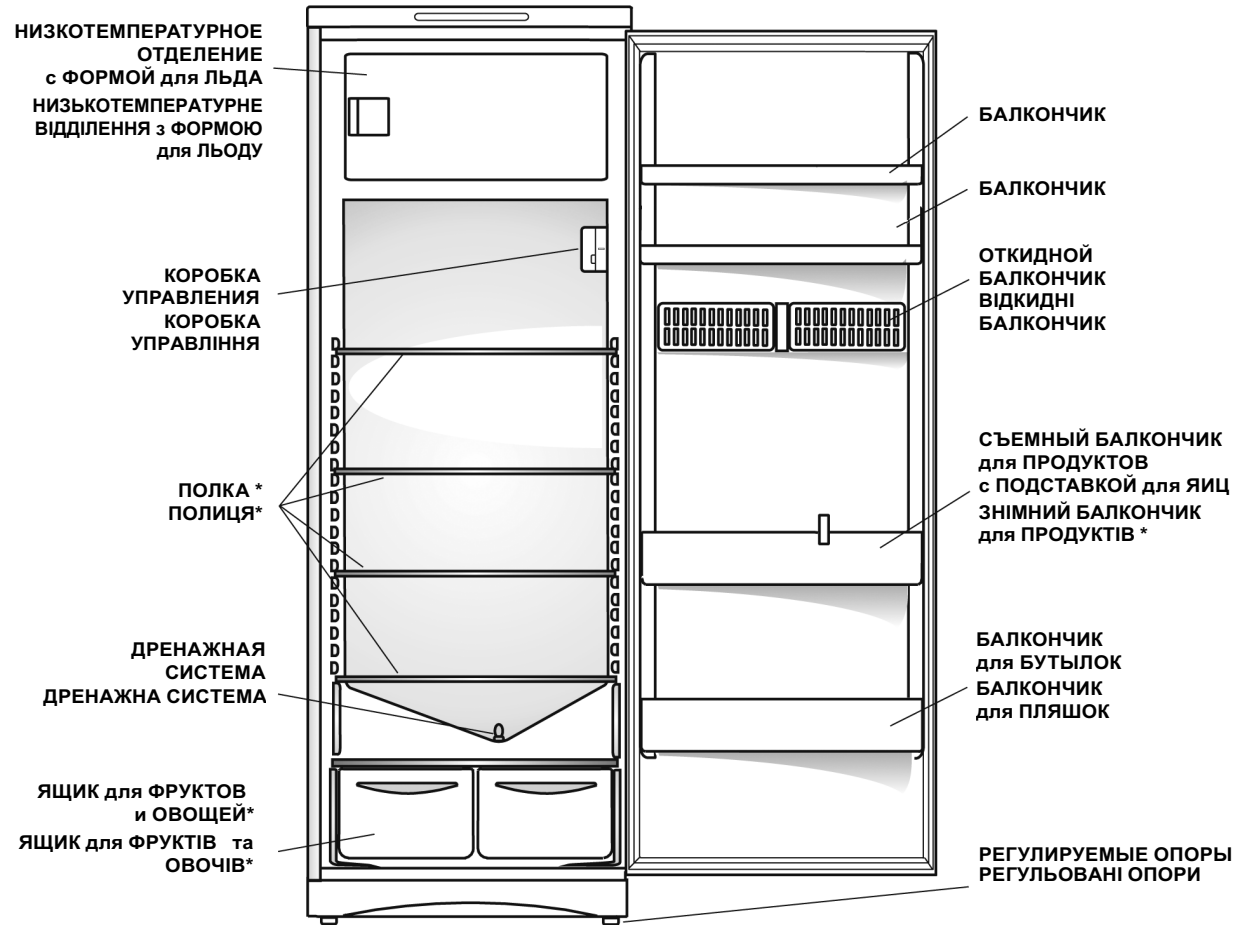 НИЗКОТЕМПЕРАТУРНОЕ
ОТДЕЛЕНИЕ
с ФОРМОЙ для ЛЬДА
НИЗЬКОТЕМПЕРАТУРНЕ
ВІДДІЛЕННЯ з ФОРМОЮ
для ЛЬОДУ
КОРОБКА
УПРАВЛЕНИЯ
КОРОБКА
УПРАВЛІННЯ
ПОЛКА *
ПОЛИЦЯ*
ДРЕНАЖНАЯ
СИСТЕМА
ДРЕНАЖНА СИСТЕМА
ЯЩИК для ФРУКТОВ
и ОВОЩЕЙ*
ЯЩИК для ФРУКТІВ та
ОВОЧІВ*
БАЛКОНЧИК
БАЛКОНЧИК
ОТКИДНОЙ
БАЛКОНЧИК
ВІДКИДНІ
БАЛКОНЧИК
СЪЕМНЫЙ БАЛКОНЧИК
для ПРОДУКТОВ
с ПОДСТАВКОЙ для ЯИЦ
ЗНІМНИЙ БАЛКОНЧИК
для ПРОДУКТІВ *
БАЛКОНЧИК
для БУТЫЛОК
БАЛКОНЧИК
для ПЛЯШОК
РЕГУЛИРУЕМЫЕ ОПОРЫ
РЕГУЛЬОВАНІ ОПОРИ